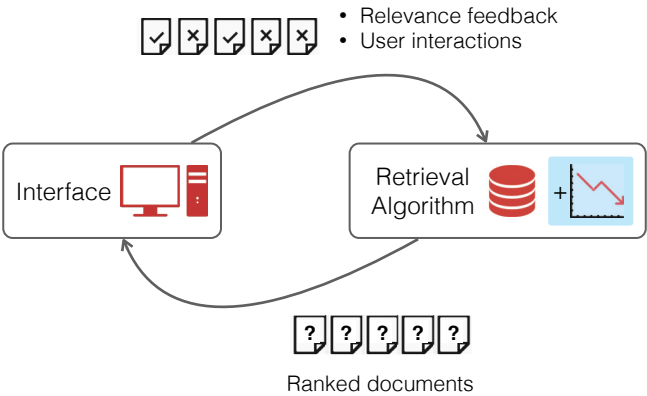 • Relevance feedback
• User interactions
Interface
Retrieval
Algorithm
+
? ? ? ? ?
Ranked documents